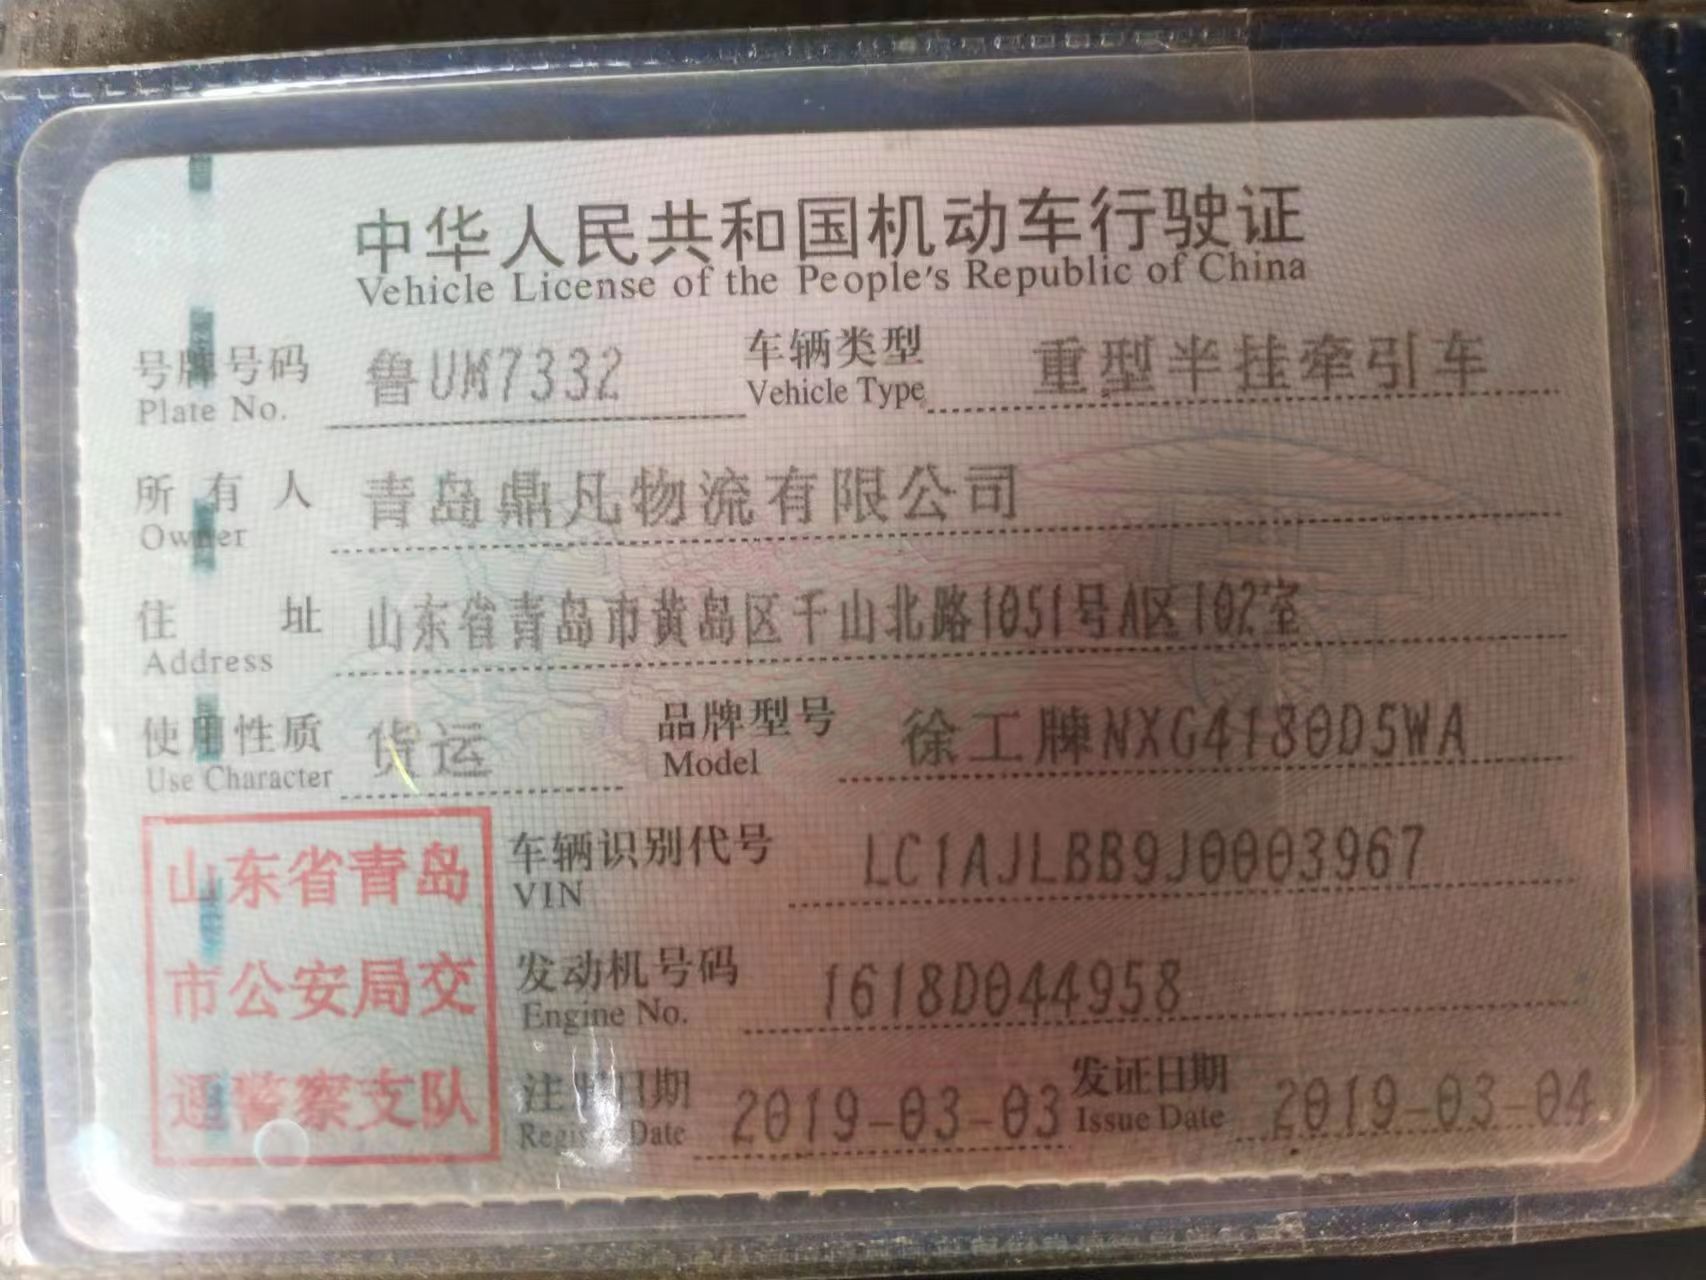 中华人民共和国机动车行驶证
Vehicle License of the People's Republic of China
号牌号码 鲁UM7332 车辆类型 重型半挂牵引车
Plate No. Vehicle Type
所有人 青岛鼎凡物流有限公司
Owner
住址 山东省青岛市黄岛区千山北路1051号A区102室
Address
使用性质 货运 品牌型号 徐工牌NXG4180D5WA
Use Character Model
山东省青岛
市公安局交
通警察支队
车辆识别代号 LC1AJLBB9J0003967
VIN
发动机号码 1618D044958
Engine No.
注册日期 2019-03-03 发证日期 2019-03-04
Register Date Issue Date